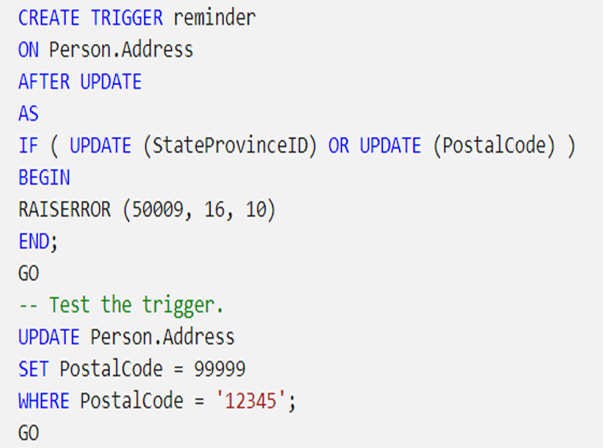 CREATE TRIGGER reminder
ON Person.Address
AFTER UPDATE
AS
IF ( UPDATE (StateProvinceID) OR UPDATE (PostalCode) )
BEGIN
RAISERROR (50009, 16, 10)
END;
GO
-- Test the trigger.
UPDATE Person.Address
SET PostalCode = 99999
WHERE PostalCode = '12345';
GO